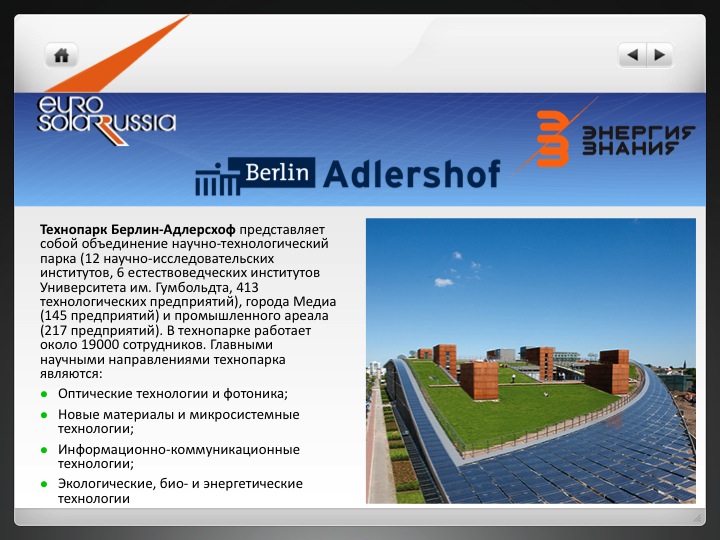 euro
solarrussia
ЭНЕРГИЯ
ЗНАНИЯ
Berlin Adlershof
Технопарк Берлин-Адлерсхоф представляет
собой объединение научно-технологический
парка (12 научно-исследовательских
институтов, 6 естествоведческих институтов
Университета им. Гумбольдта, 413
технологических предприятий), города Медиа
(145 предприятий) и промышленного ареала
(217 предприятий). В технопарке работает
около 19000 сотрудников. Главными
научными направлениями технопарка
являются:
● Оптические технологии и фотоника;
● Новые материалы и микросистемные
технологии;
● Информационно-коммуникационные
технологии;
● Экологические, био- и энергетические
технологии